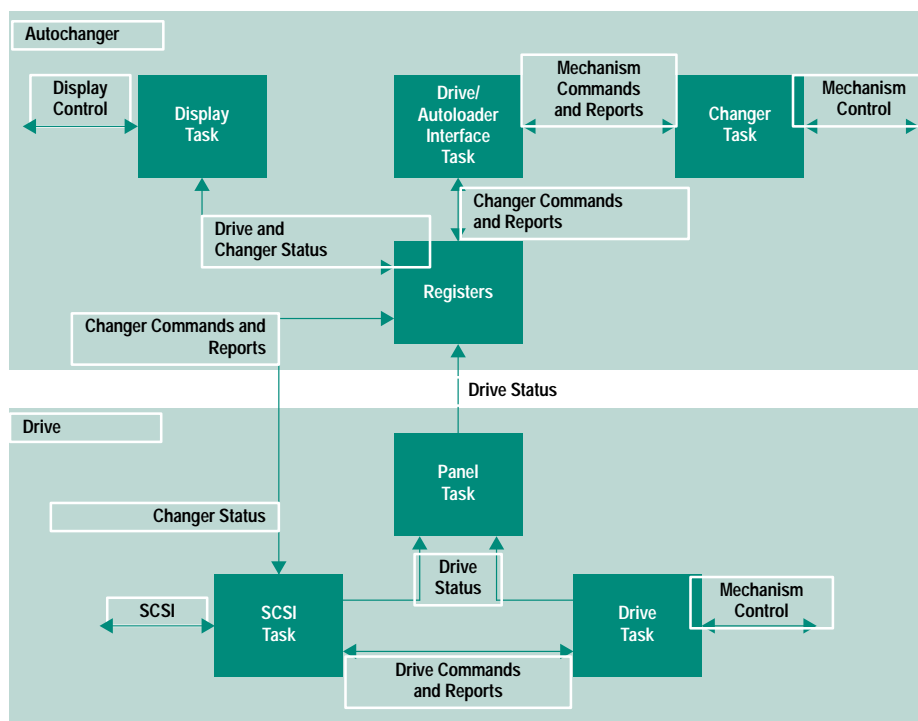 Autochanger
Display
Control
Display
Task
Drive/
Autoloader
Interface
Task
Mechanism
Commands
and Reports
Changer
Task
Mechanism
Control
Changer Commands
and Reports
Drive and
Changer Status
Registers
Changer Commands and
Reports
Drive Status
Drive
Panel
Task
Changer Status
Drive
Status
SCSI
SCSI
Task
Drive
Task
Mechanism
Control
Drive Commands
and Reports